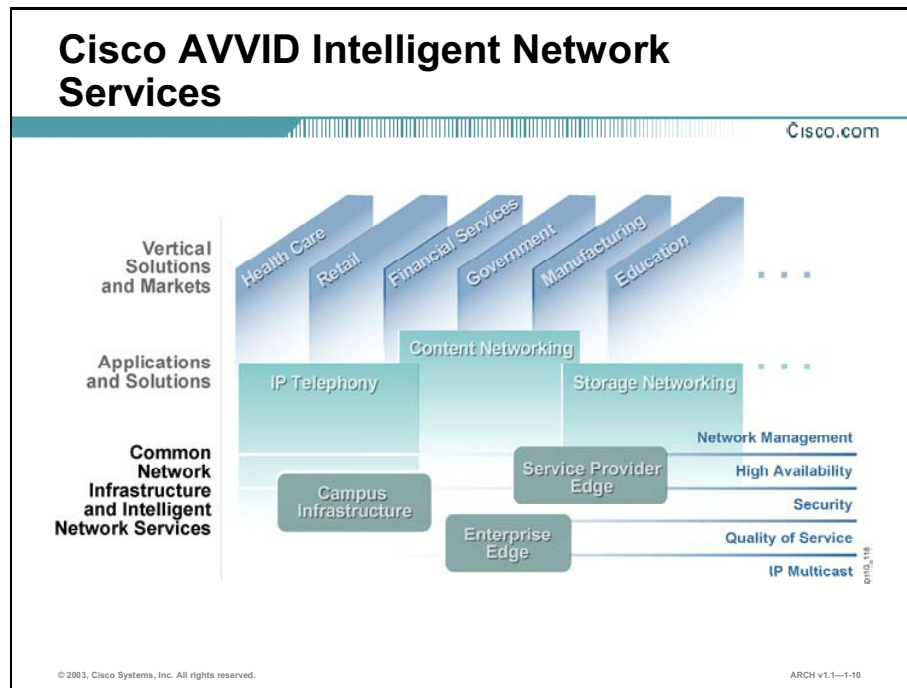 Cisco AVVID Intelligent Network
Services
Cisco.com
Vertical
Solutions
and Markets
Health Care
Retail
Financial Services
Government
Manufacturing
Education
Applications
and Solutions
IP Telephony
Content Networking
Storage Networking
Common
Network
Infrastructure
and Intelligent
Network Services
Campus
Infrastructure
Service Provider
Edge
Enterprise
Edge
Network Management
High Availability
Security
Quality of Service
IP Multicast
D11G_118
© 2003, Cisco Systems, Inc. All rights reserved.
ARCH v1.1—1-10